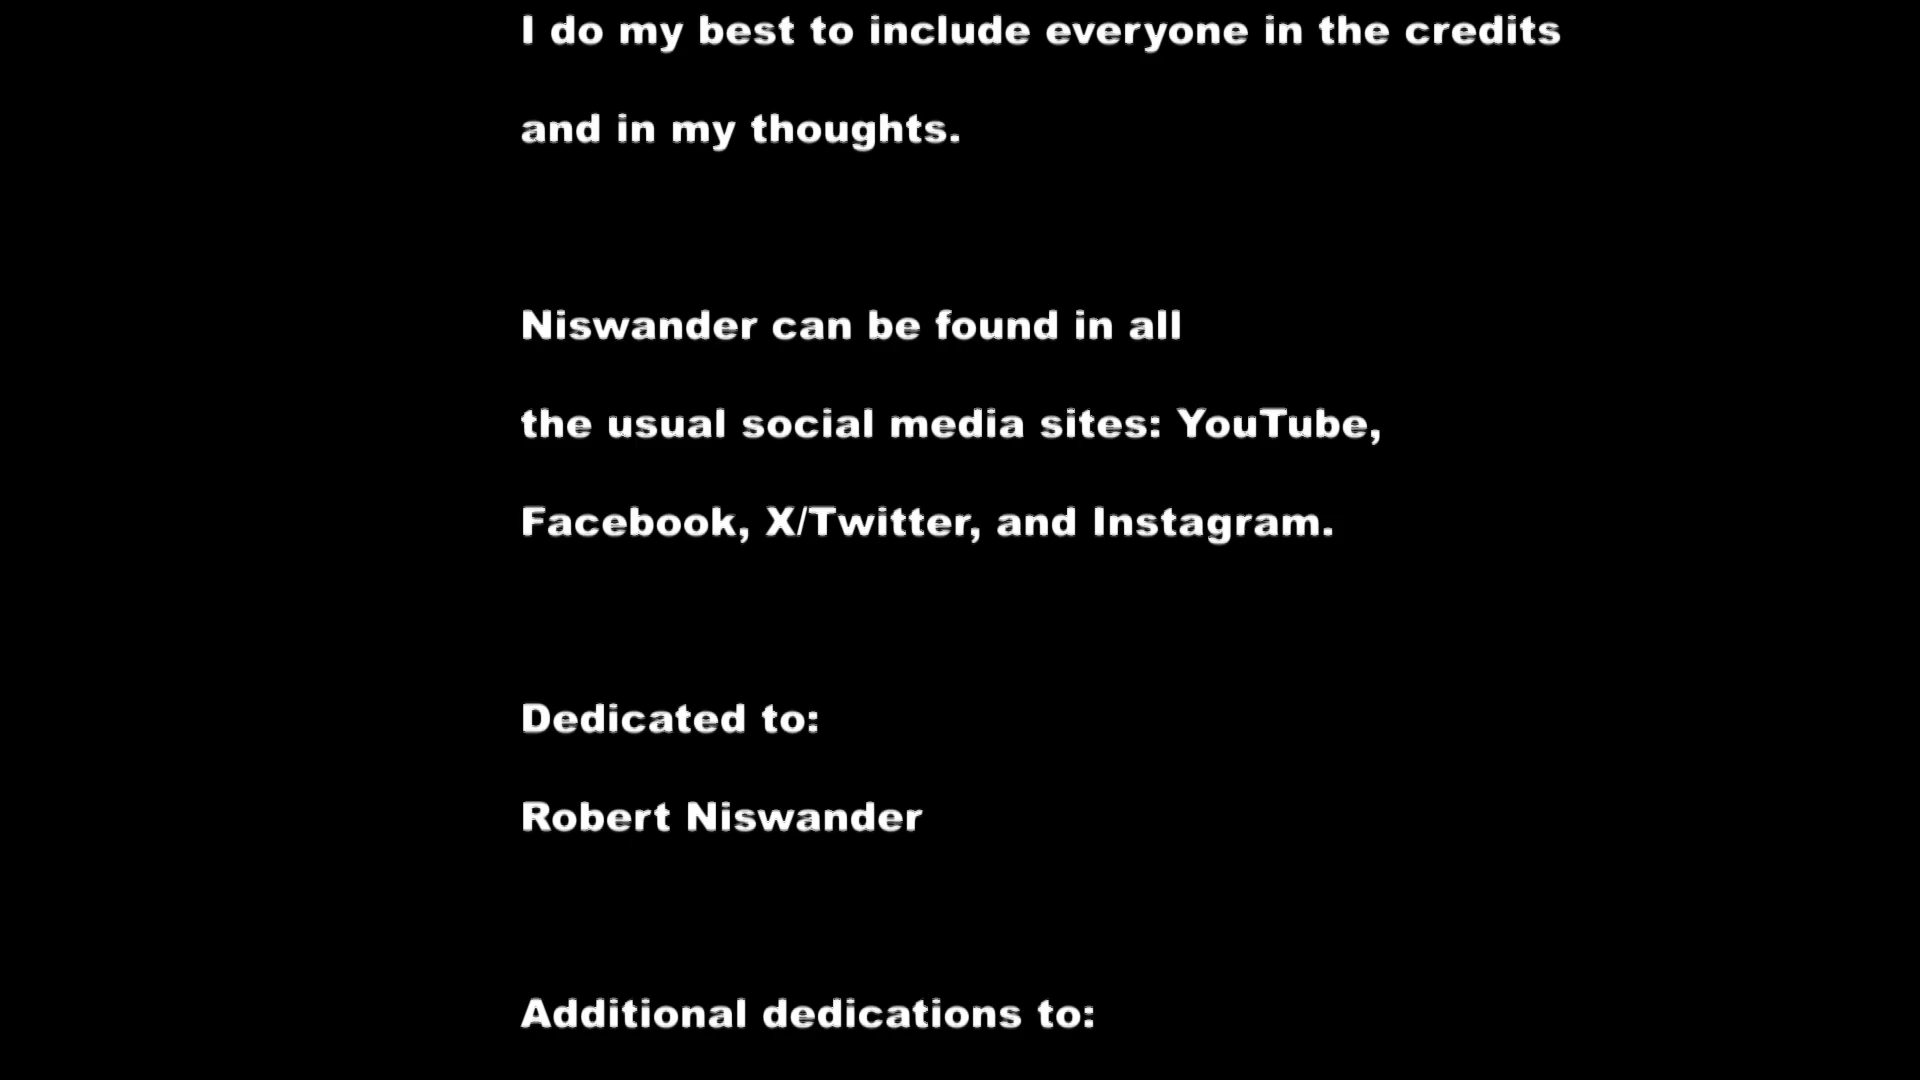 I do my best to include everyone in the credits
and in my thoughts.
Niswander can be found in all
the usual social media sites: YouTube,
Facebook, X/Twitter, and Instagram.
Dedicated to:
Robert Niswander
Additional dedications to: